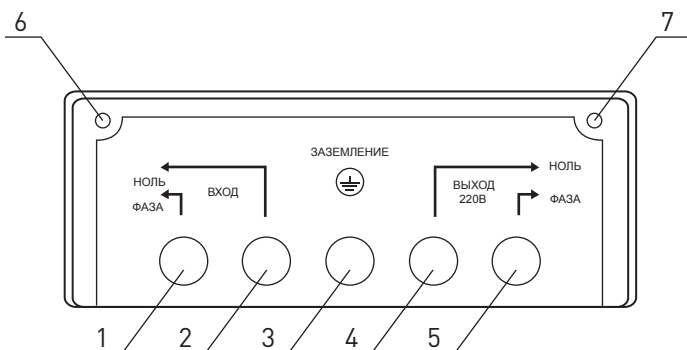 6 7
ЗАЗЕМЛЕНИЕ
НОЛЬ ВХОД ФАЗА
ВЫХОД
220В
НОЛЬ
ФАЗА
1 2 3 4 5